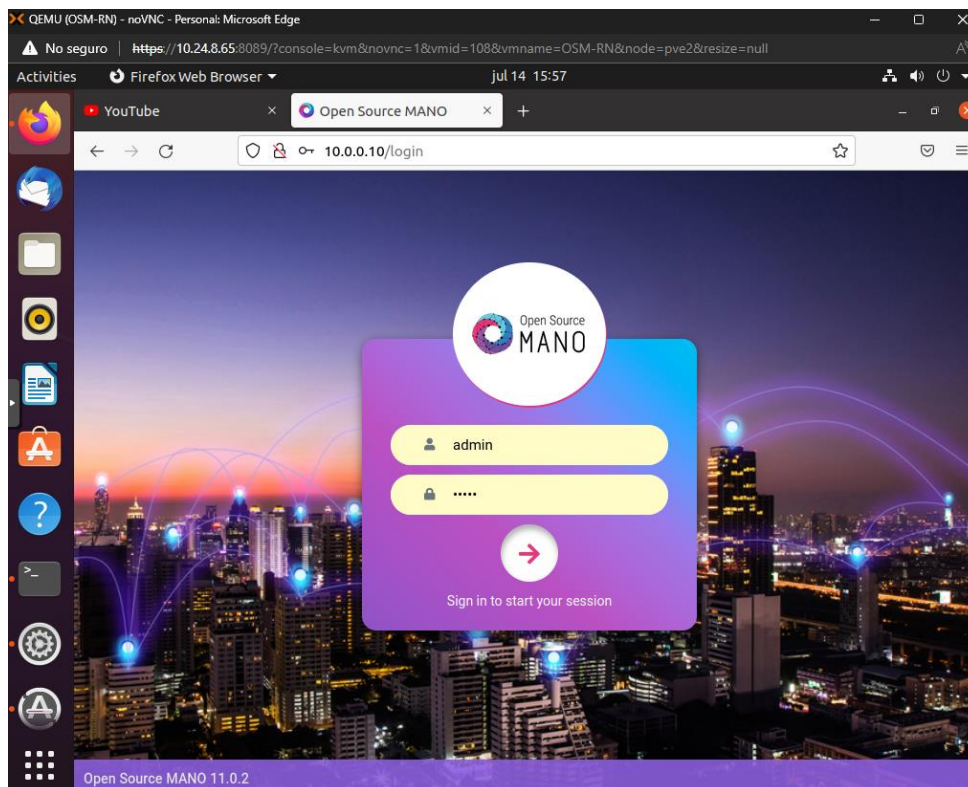 QEMU (OSM-RN) - noVNC - Personal: Microsoft Edge
No seguro https://10.24.8.65:8089/?console=kvm&novnc=1&vmid=108&vmname=OSM-RN&node=pve2&resize=null
Activities Firefox Web Browser jul 14 15:57
YouTube Open Source MANO
10.0.0.10/login
Open Source
MANO
admin
•••••
Sign in to start your session
Open Source MANO 11.0.2